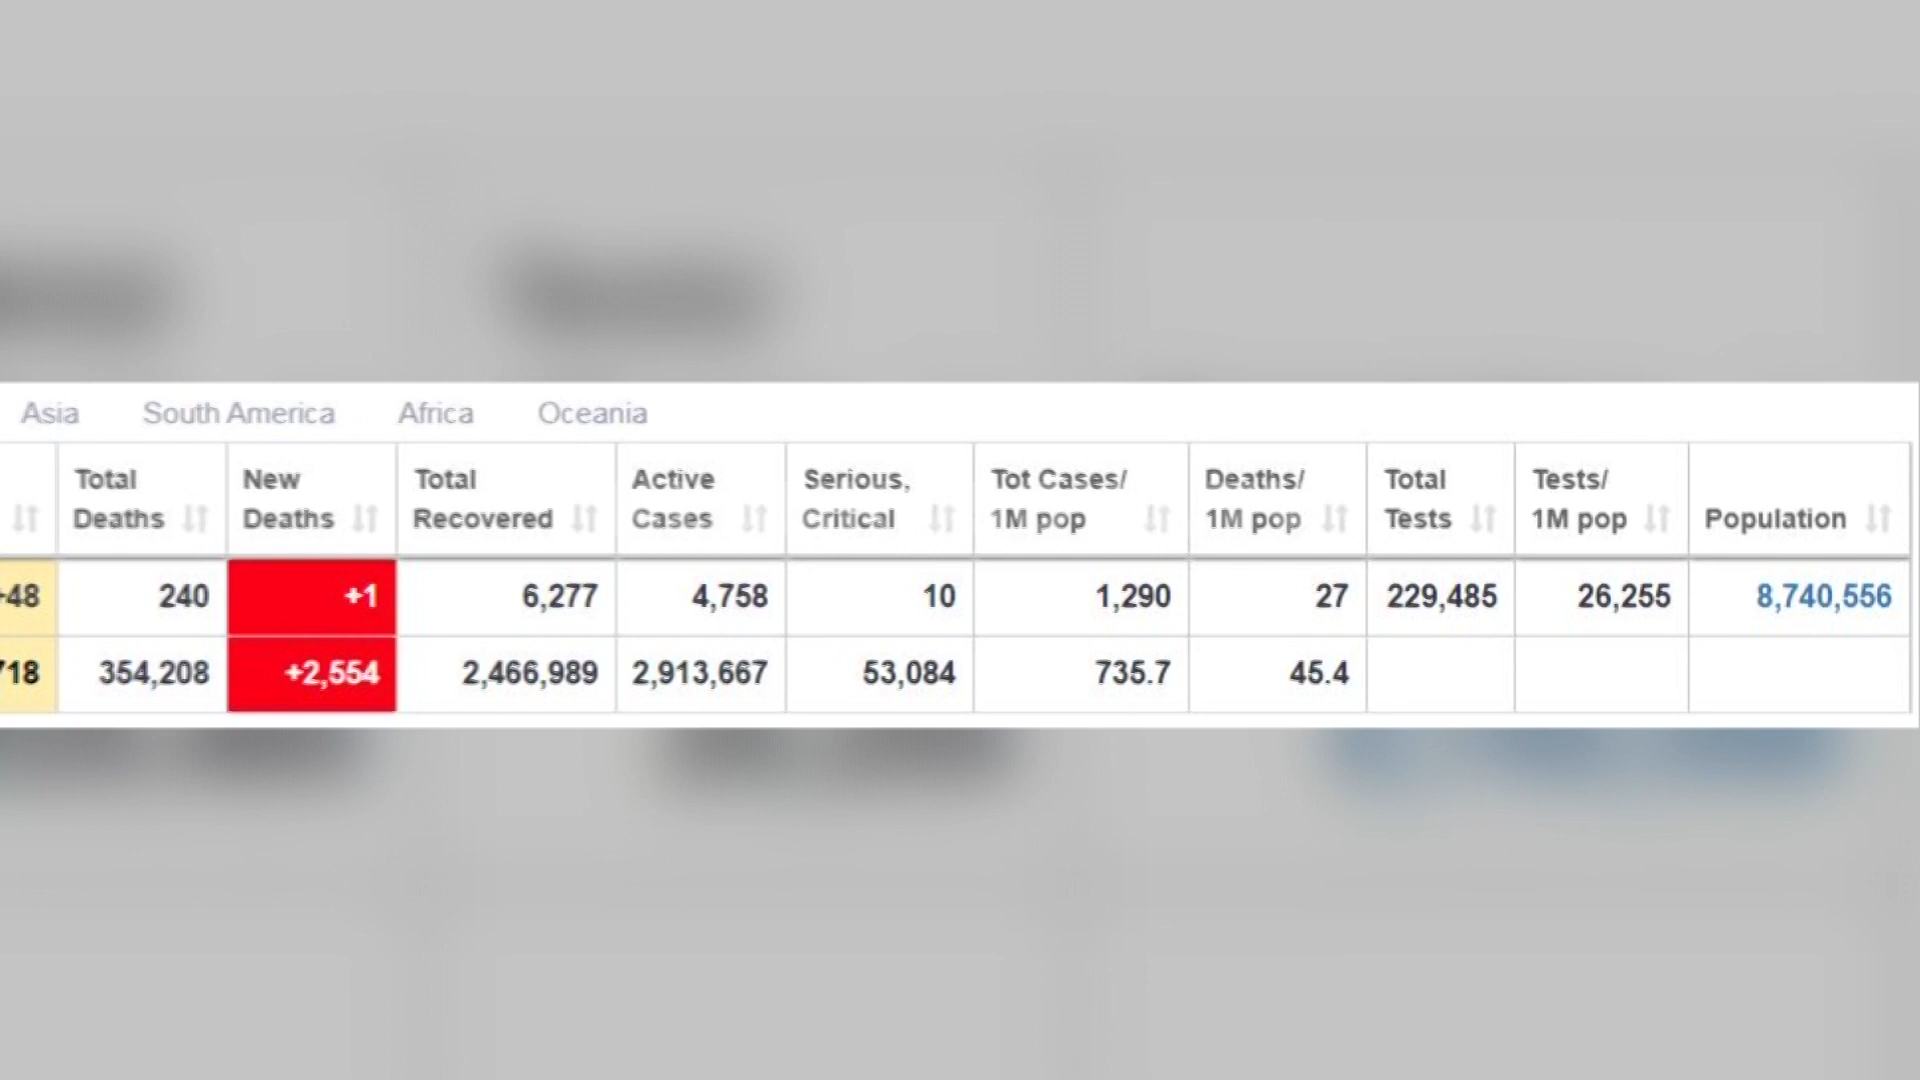 Asia South America Africa Oceania
Total Deaths New Deaths Total Recovered Active Cases Serious, Critical Tot Cases/ 1M pop Deaths/ 1M pop Total Tests Tests/ 1M pop Population
+48 240 +1 6,277 4,758 10 1,290 27 229,485 26,255 8,740,556
718 354,208 +2,554 2,466,989 2,913,667 53,084 735.7 45.4